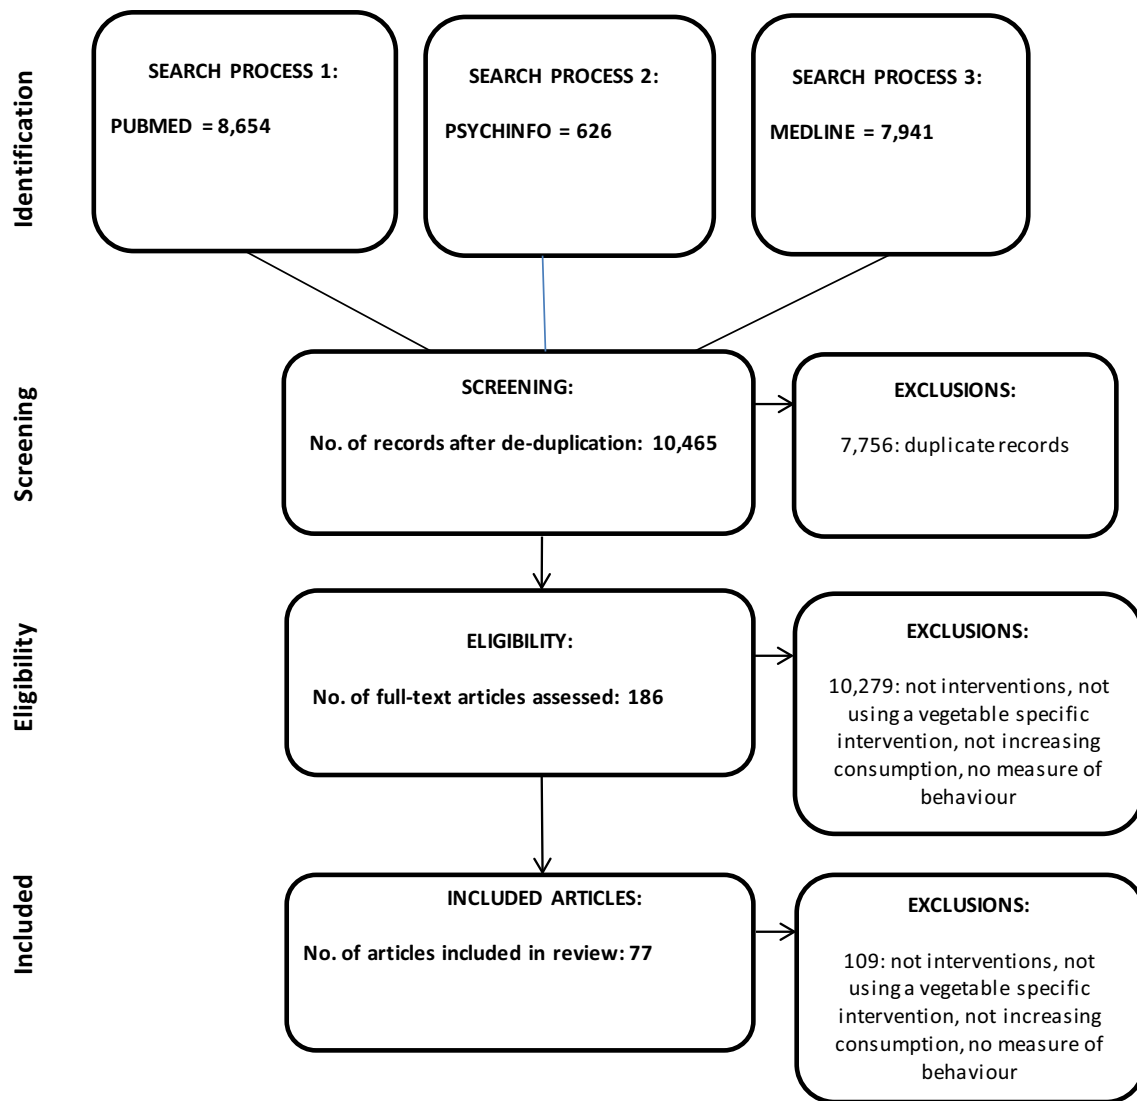 Identification
SEARCH PROCESS 1:
PUBMED = 8,654
SEARCH PROCESS 2:
PSYCHINFO = 626
SEARCH PROCESS 3:
MEDLINE = 7,941
Screening
SCREENING:
No. of records after de-duplication: 10,465
EXCLUSIONS:
7,756: duplicate records
Eligibility
ELIGIBILITY:
No. of full-text articles assessed: 186
EXCLUSIONS:
10,279: not interventions, not
using a vegetable specific
intervention, not increasing
consumption, no measure of
behaviour
Included
INCLUDED ARTICLES:
No. of articles included in review: 77
EXCLUSIONS:
109: not interventions, not
using a vegetable specific
intervention, not increasing
consumption, no measure of
behaviour